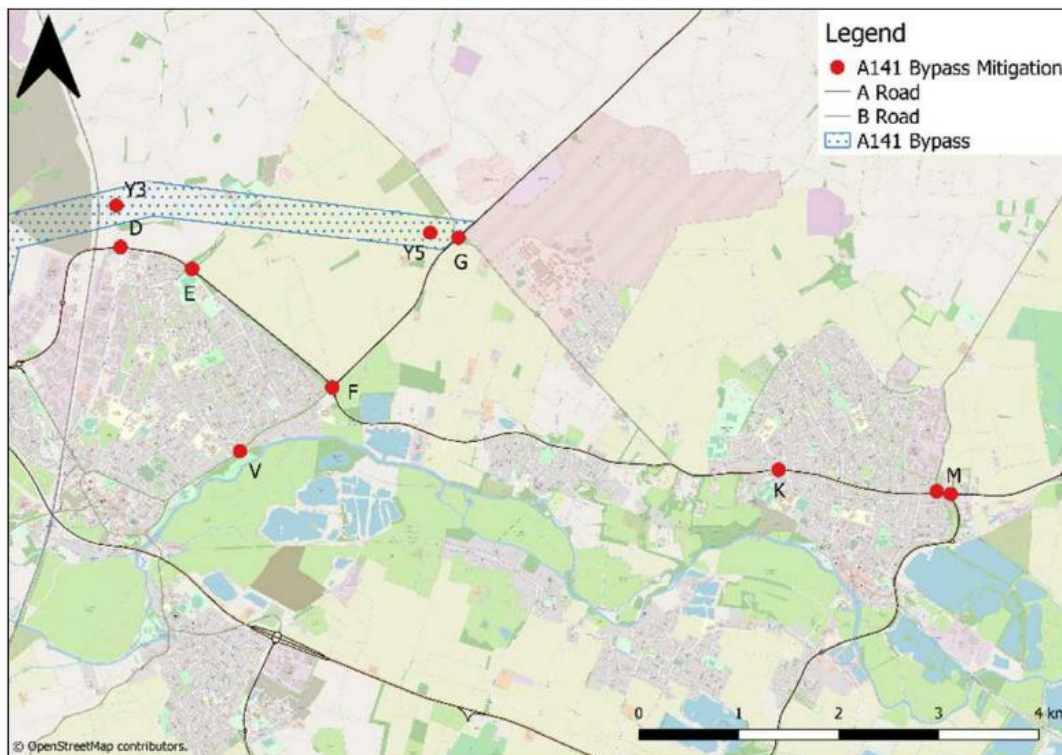 Legend
A141 Bypass Mitigation
A Road
B Road
A141 Bypass
Y3
D
E
Y5
G
F
V
K
M
0 1 2 3 4 km
© OpenStreetMap contributors.